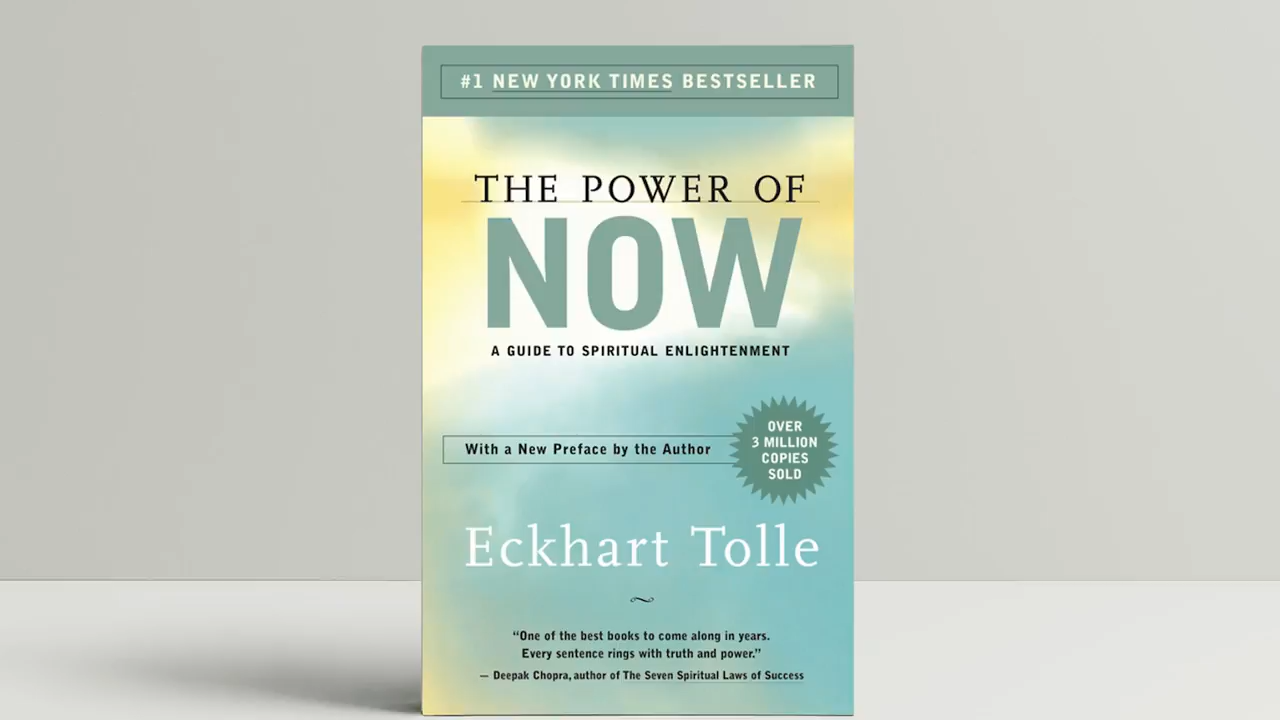 #1 NEW YORK TIMES BESTSELLER
THE POWER OF
NOW
A GUIDE TO SPIRITUAL ENLIGHTENMENT
With a New Preface by the Author
OVER
3 MILLION
COPIES
SOLD
Eckhart Tolle
“One of the best books to come along in years.
Every sentence rings with truth and power.”
— Deepak Chopra, author of The Seven Spiritual Laws of Success